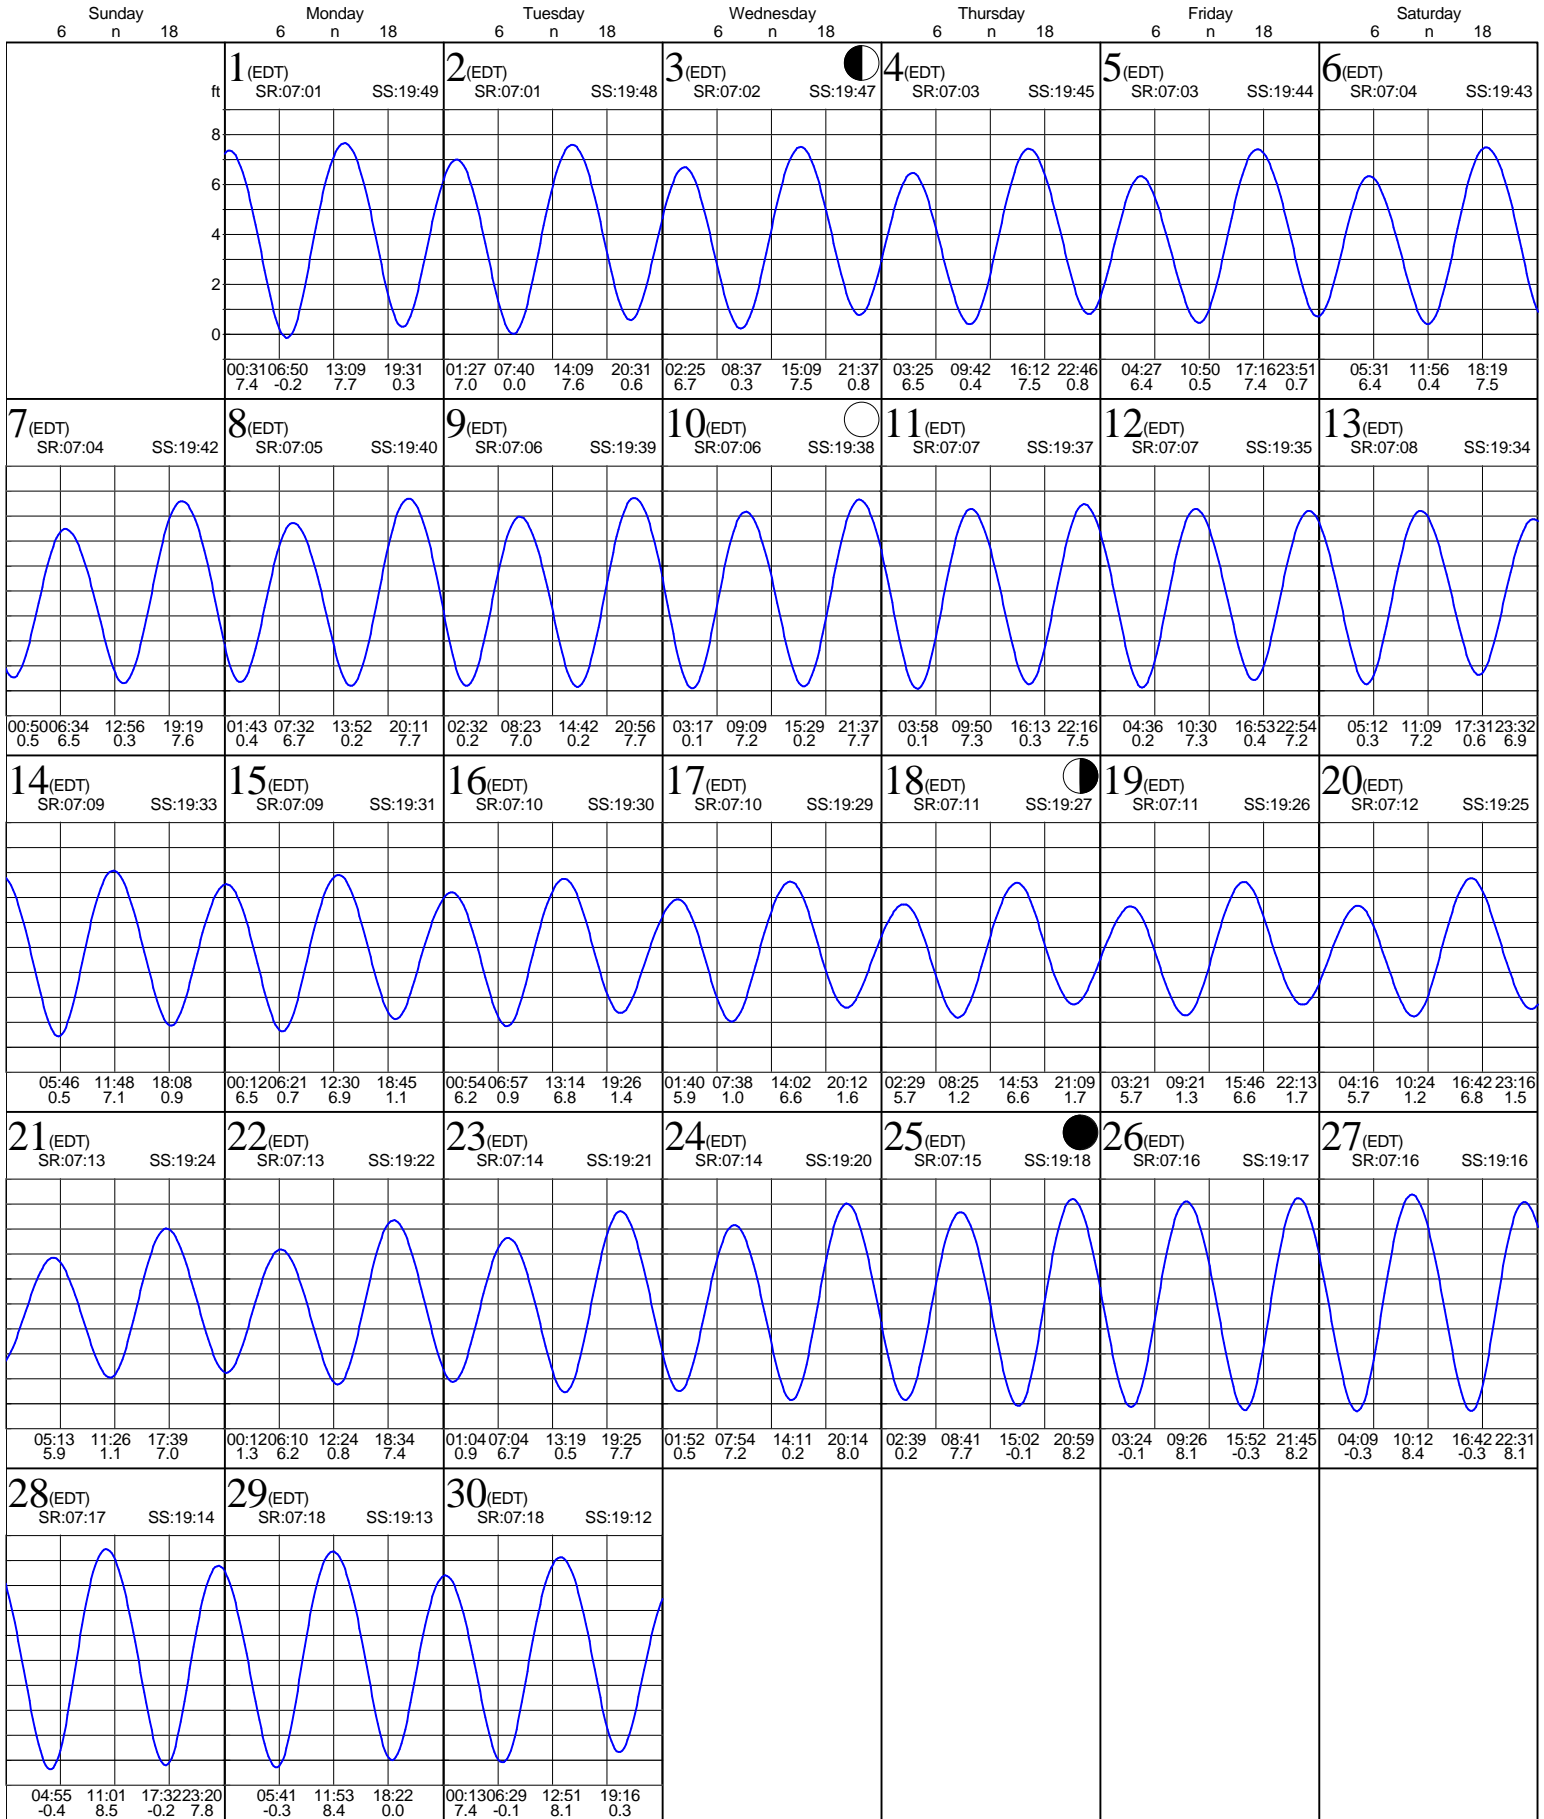 Sunday Monday Tuesday Wednesday Thursday Friday Saturday
6 n 18 6 n 18 6 n 18 6 n 18 6 n 18 6 n 18 6 n 18
1(EDT) 2(EDT) 3(EDT) 4(EDT) 5(EDT) 6(EDT)
ft SR:07:01 SS:19:49 SR:07:01 SS:19:48 SR:07:02 SS:19:47 SR:07:03 SS:19:45 SR:07:03 SS:19:44 SR:07:04 SS:19:43
8
6
4
2
0
00:31 06:50 13:09 19:31 01:27 07:40 14:09 20:31 02:25 08:37 15:09 21:37 03:25 09:42 16:12 22:46 04:27 10:50 17:16 23:51 05:31 11:56 18:19
7.4 -0.2 7.7 0.3 7.0 0.0 7.6 0.6 6.7 0.3 7.5 0.8 6.5 0.4 7.5 0.8 6.4 0.5 7.4 0.7 6.4 0.4 7.5
7(EDT) 8(EDT) 9(EDT) 10(EDT) 11(EDT) 12(EDT) 13(EDT)
SR:07:04 SS:19:42 SR:07:05 SS:19:40 SR:07:06 SS:19:39 SR:07:06 SS:19:38 SR:07:07 SS:19:37 SR:07:07 SS:19:35 SR:07:08 SS:19:34
00:50 06:34 12:56 19:19 01:43 07:32 13:52 20:11 02:32 08:23 14:42 20:56 03:17 09:09 15:29 21:37 03:58 09:50 16:13 22:16 04:36 10:30 16:53 22:54 05:12 11:09 17:31 23:32
0.5 6.5 0.3 7.6 0.4 6.7 0.2 7.7 0.2 7.0 0.2 7.7 0.1 7.2 0.2 7.7 0.1 7.3 0.3 7.5 0.2 7.3 0.4 7.2 0.3 7.2 0.6 6.9
14(EDT) 15(EDT) 16(EDT) 17(EDT) 18(EDT) 19(EDT) 20(EDT)
SR:07:09 SS:19:33 SR:07:09 SS:19:31 SR:07:10 SS:19:30 SR:07:10 SS:19:29 SR:07:11 SS:19:27 SR:07:11 SS:19:26 SR:07:12 SS:19:25
05:46 11:48 18:08 00:12 06:21 12:30 18:45 00:54 06:57 13:14 19:26 01:40 07:38 14:02 20:12 02:29 08:25 14:53 21:09 03:21 09:21 15:46 22:13 04:16 10:24 16:42 23:16
0.5 7.1 0.9 6.5 0.7 6.9 1.1 6.2 0.9 6.8 1.4 5.9 1.0 6.6 1.6 5.7 1.2 6.6 1.7 5.7 1.3 6.6 1.7 5.7 1.2 6.8 1.5
21(EDT) 22(EDT) 23(EDT) 24(EDT) 25(EDT) 26(EDT) 27(EDT)
SR:07:13 SS:19:24 SR:07:13 SS:19:22 SR:07:14 SS:19:21 SR:07:14 SS:19:20 SR:07:15 SS:19:18 SR:07:16 SS:19:17 SR:07:16 SS:19:16
05:13 11:26 17:39 00:12 06:10 12:24 18:34 01:04 07:04 13:19 19:25 01:52 07:54 14:11 20:14 02:39 08:41 15:02 20:59 03:24 09:26 15:52 21:45 04:09 10:12 16:42 22:31
5.9 1.1 7.0 1.3 6.2 0.8 7.4 0.9 6.7 0.5 7.7 0.5 7.2 0.2 8.0 0.2 7.7 -0.1 8.2 -0.1 8.1 -0.3 8.2 -0.3 8.4 -0.3 8.1
28(EDT) 29(EDT) 30(EDT)
SR:07:17 SS:19:14 SR:07:18 SS:19:13 SR:07:18 SS:19:12
04:55 11:01 17:32 23:20 05:41 11:53 18:22 00:13 06:29 12:51 19:16
-0.4 8.5 -0.2 7.8 -0.3 8.4 0.0 7.4 -0.1 8.1 0.3